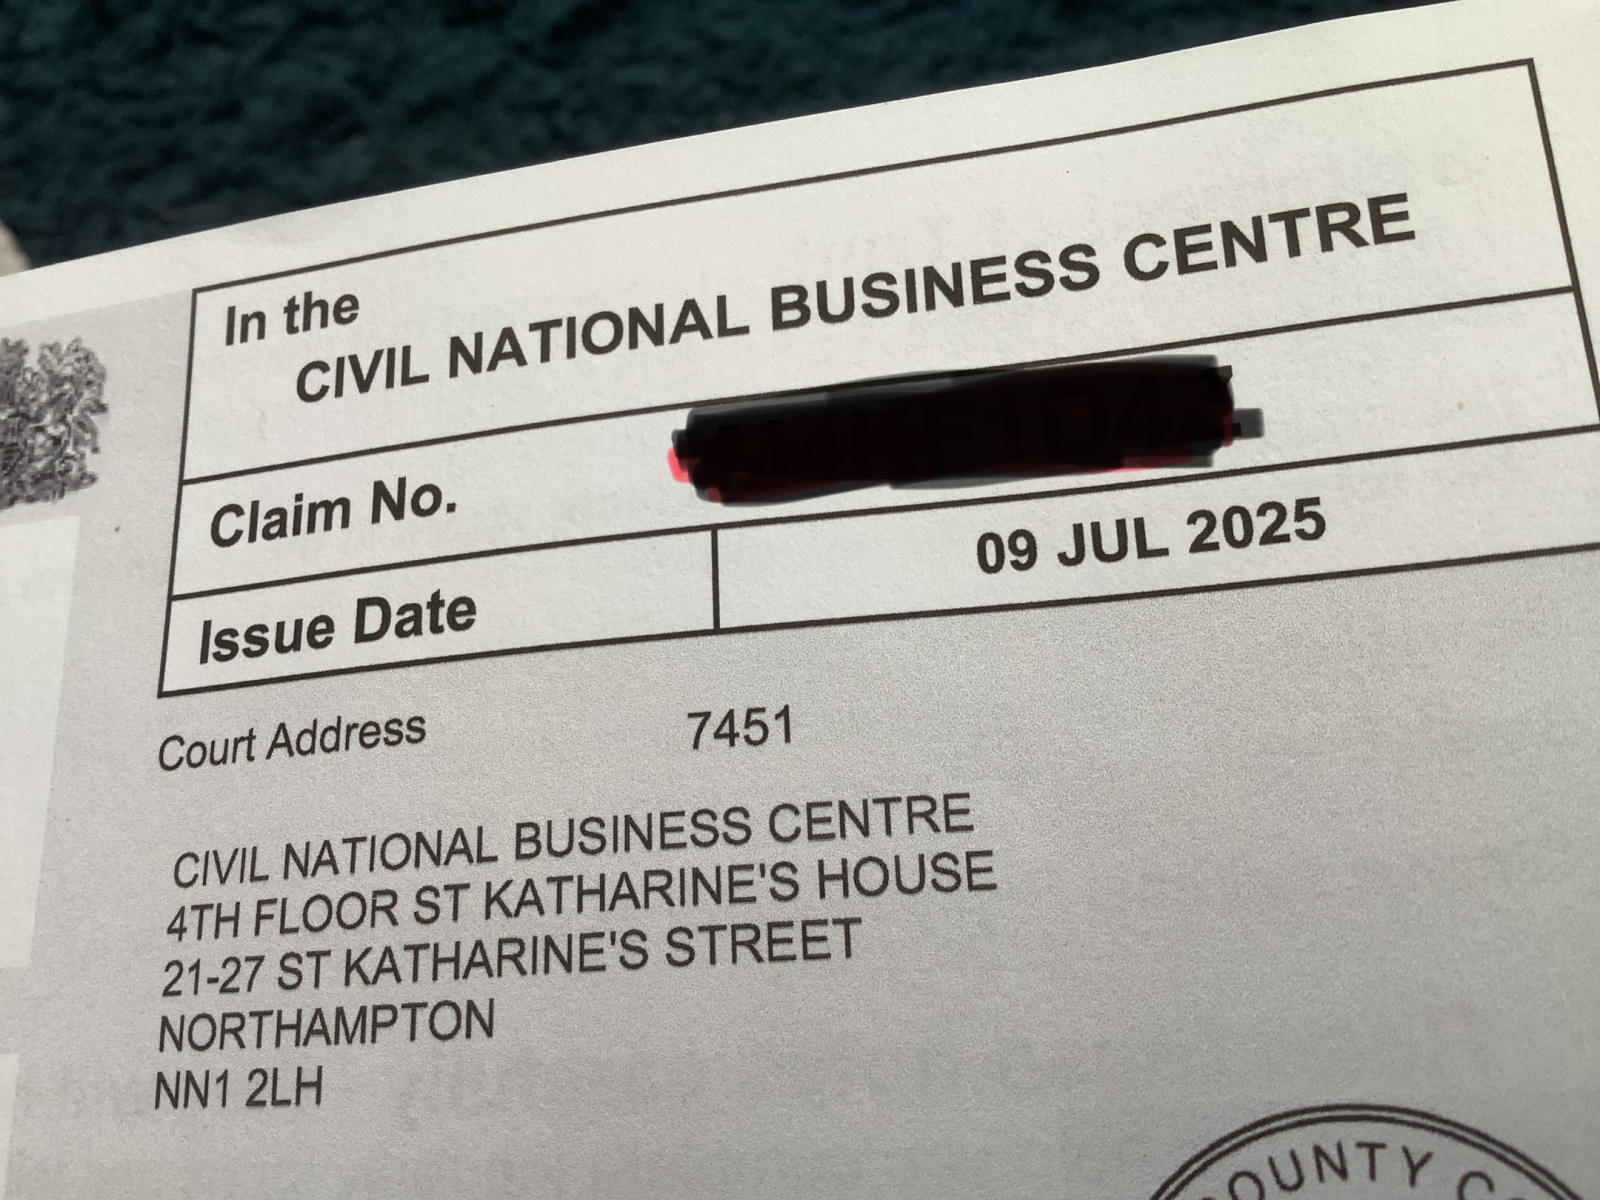 In the
CIVIL NATIONAL BUSINESS CENTRE
Claim No.
Issue Date 09 JUL 2025
Court Address 7451
CIVIL NATIONAL BUSINESS CENTRE
4TH FLOOR ST KATHARINE'S HOUSE
21-27 ST KATHARINE'S STREET
NORTHAMPTON
NN1 2LH
OUNTY C